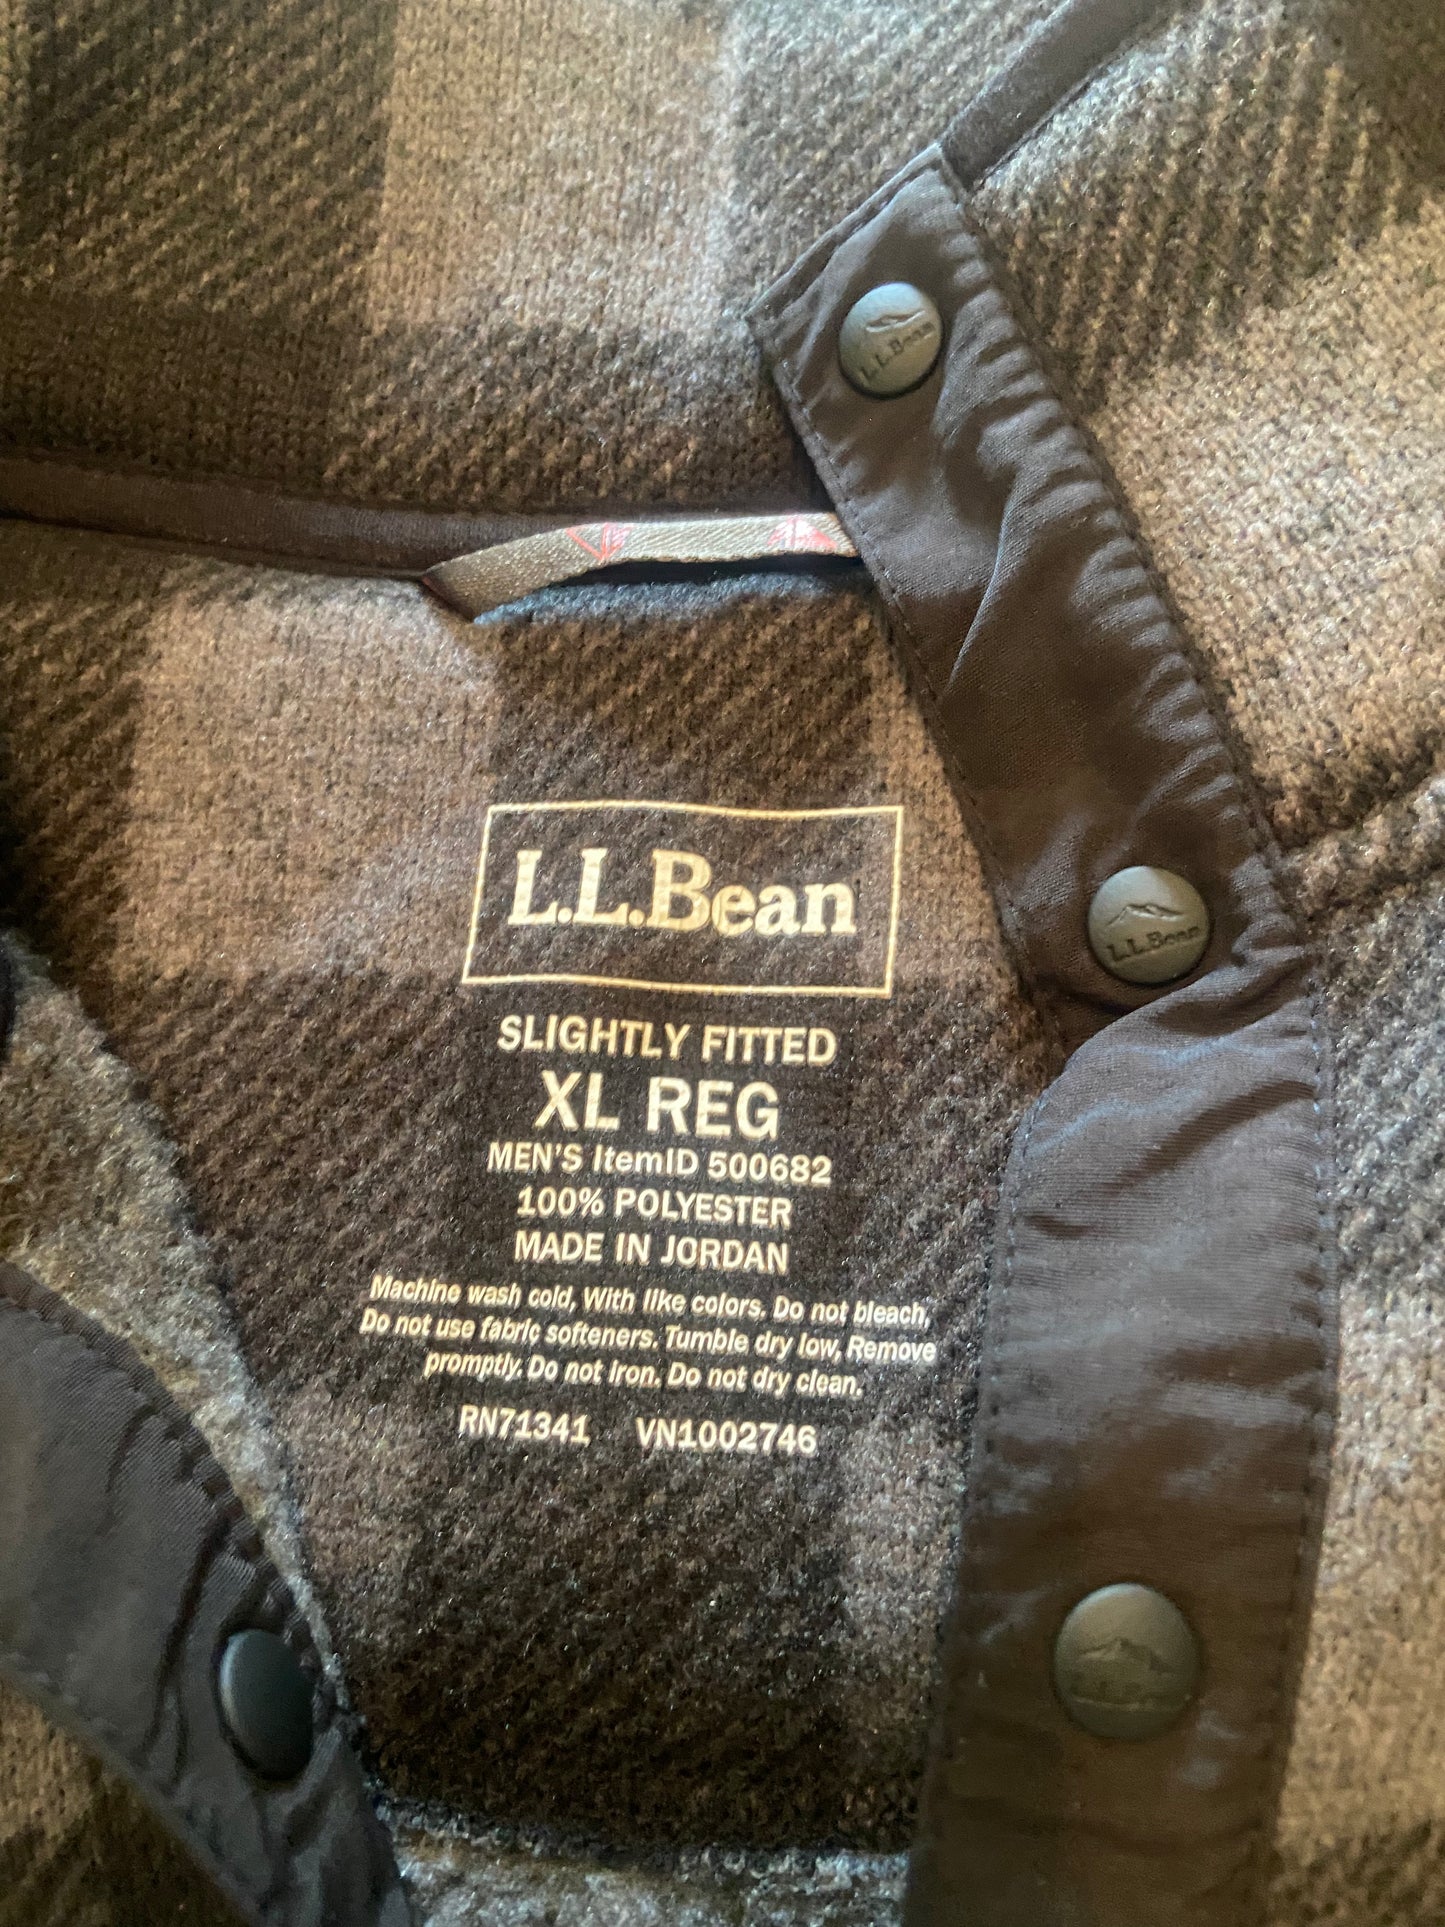 L.L.Bean
L.L.Bean
L.L.Bean
SLIGHTLY FITTED
XL REG
MEN'S ItemID 500682
100% POLYESTER
MADE IN JORDAN
Machine wash cold, With like colors. Do not bleach,
Do not use fabric softeners. Tumble dry low, Remove
promptly. Do not Iron. Do not dry clean.
RN71341 VN1002746